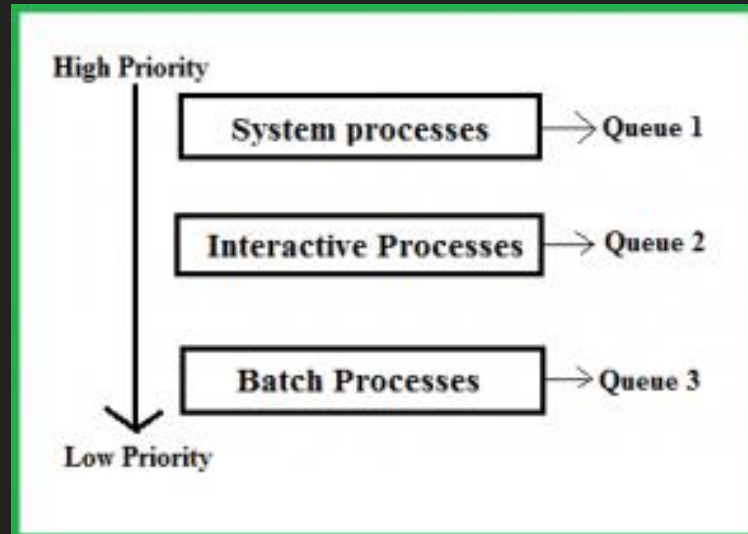 High Priority
System processes
Queue 1
Interactive Processes
Queue 2
Batch Processes
Queue 3
Low Priority